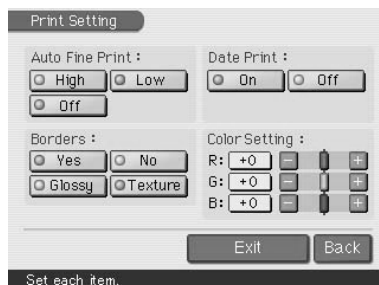 Print Setting
Auto Fine Print :
High Low
Off
Date Print :
On Off
Borders :
Yes No
Glossy Texture
Color Setting :
R: +0 - +
G: +0 - +
B: +0 - +
Exit Back
Set each item.